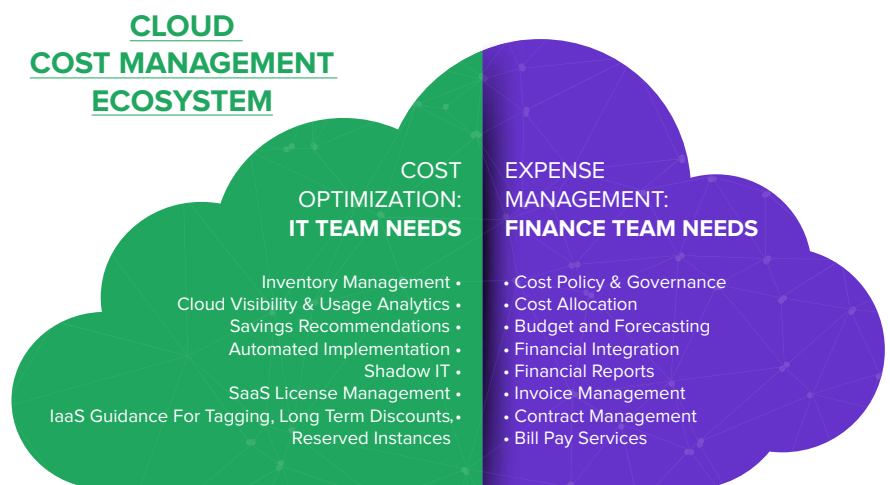 CLOUD
COST MANAGEMENT
ECOSYSTEM
COST
OPTIMIZATION:
IT TEAM NEEDS
Inventory Management •
Cloud Visibility & Usage Analytics •
Savings Recommendations •
Automated Implementation •
Shadow IT •
SaaS License Management •
IaaS Guidance For Tagging, Long Term Discounts, •
Reserved Instances
EXPENSE
MANAGEMENT:
FINANCE TEAM NEEDS
• Cost Policy & Governance
• Cost Allocation
• Budget and Forecasting
• Financial Integration
• Financial Reports
• Invoice Management
• Contract Management
• Bill Pay Services